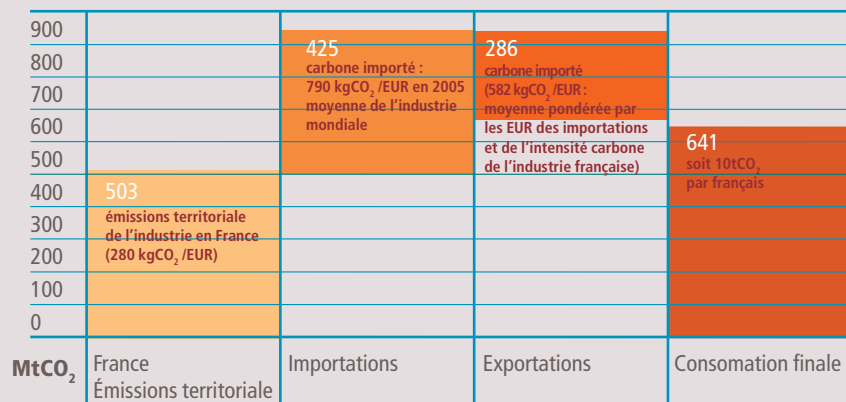 900
800
700
600
500
400
300
200
100
0
MtCO₂
503
émissions territoriale
de l’industrie en France
(280 kgCO₂ /EUR)
425
carbone importé :
790 kgCO₂ /EUR en 2005
moyenne de l’industrie
mondiale
286
carbone importé
(582 kgCO₂ /EUR :
moyenne pondérée par
les EUR des importations
et de l’intensité carbone
de l’industrie française)
641
soit 10tCO₂
par français
France
Émissions territoriale
Importations
Exportations
Consomation finale